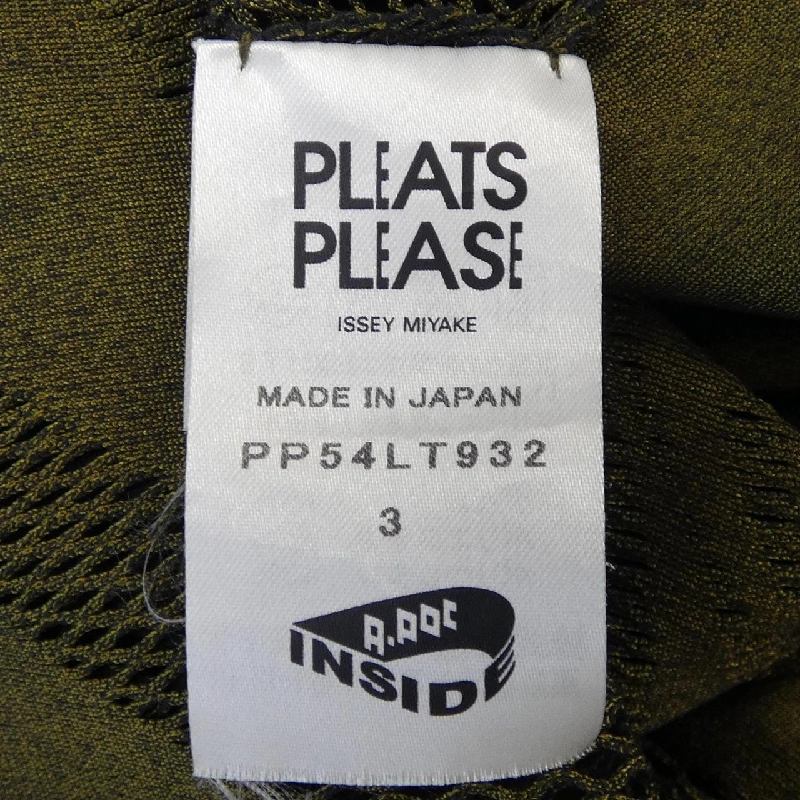 PLEATS
PLEASE
ISSEY MIYAKE
MADE IN JAPAN
PP54LT932
3
A.POC
INSIDE